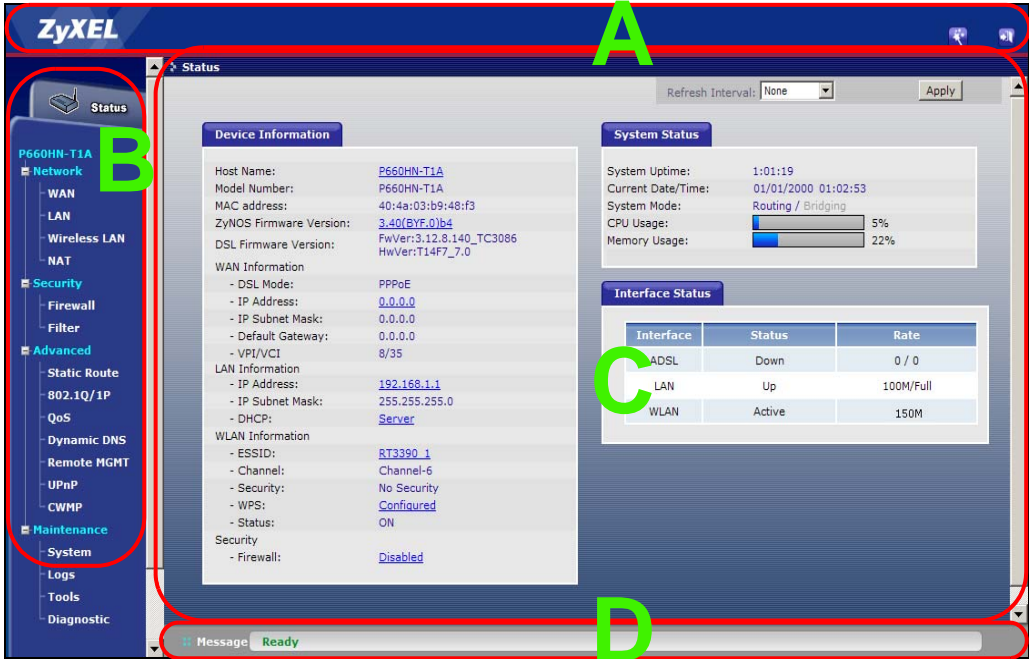 ZyXEL
A
Status
B
P660HN-T1A
Network
WAN
LAN
Wireless LAN
NAT
Security
Firewall
Filter
Advanced
Static Route
802.1Q/1P
QoS
Dynamic DNS
Remote MGMT
UPnP
CWMP
Maintenance
System
Logs
Tools
Diagnostic
Status
Refresh Interval: None Apply
Device Information
Host Name: P660HN-T1A
Model Number: P660HN-T1A
MAC address: 40:4a:03:b9:48:f3
ZyNOS Firmware Version: 3.40(BYF.0)b4
DSL Firmware Version: FwVer:3.12.8.140_TC3086
HwVer:T14F7_7.0
WAN Information
- DSL Mode: PPPoE
- IP Address: 0.0.0.0
- IP Subnet Mask: 0.0.0.0
- Default Gateway: 0.0.0.0
- VPI/VCI 8/35
LAN Information
- IP Address: 192.168.1.1
- IP Subnet Mask: 255.255.255.0
- DHCP: Server
WLAN Information
- ESSID: RT3390_1
- Channel: Channel-6
- Security: No Security
- WPS: Configured
- Status: ON
Security
- Firewall: Disabled
System Status
System Uptime: 1:01:19
Current Date/Time: 01/01/2000 01:02:53
System Mode: Routing / Bridging
CPU Usage: 5%
Memory Usage: 22%
Interface Status
Interface Status Rate
ADSL Down 0 / 0
LAN Up 100M/Full
WLAN Active 150M
C
D
Message Ready